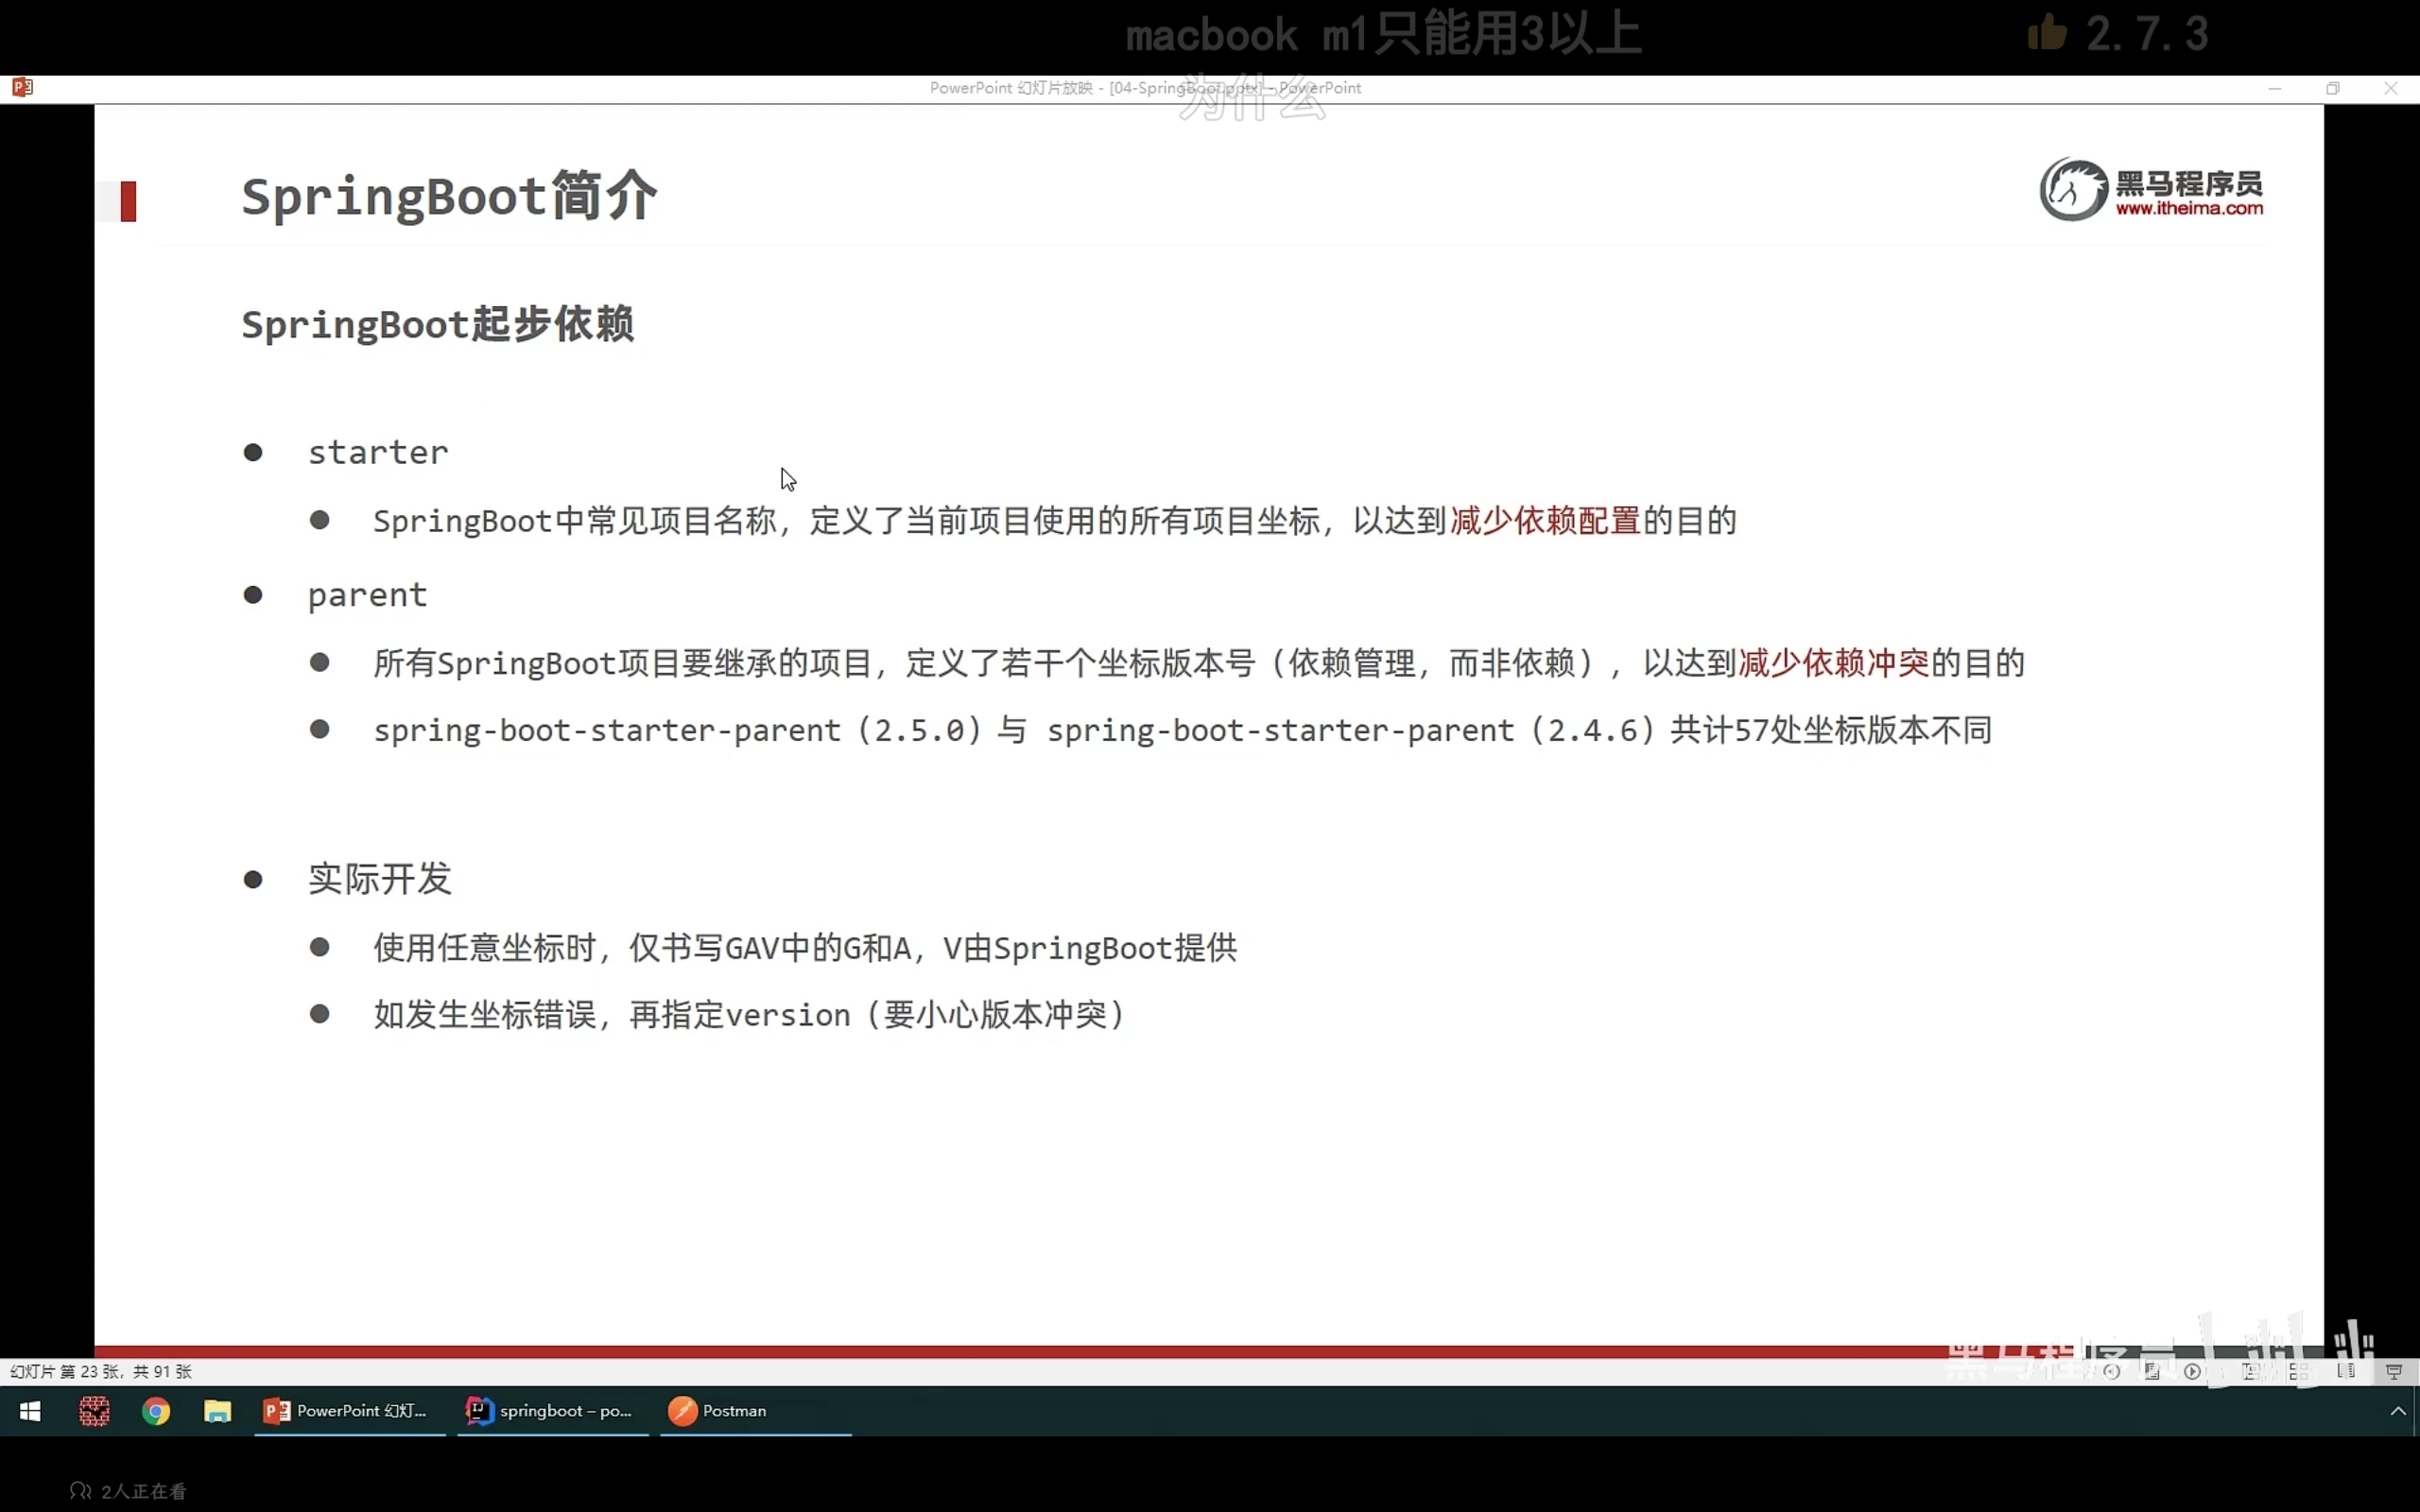 macbook m1只能用3以上
2.7.3
PowerPoint 幻灯片放映 - [04-SpringBoot.pptx] - PowerPoint
为什么
SpringBoot简介
黑马程序员
www.itheima.com
SpringBoot起步依赖
starter
SpringBoot中常见项目名称，定义了当前项目使用的所有项目坐标，以达到减少依赖配置的目的
parent
所有SpringBoot项目要继承的项目，定义了若干个坐标版本号（依赖管理，而非依赖），以达到减少依赖冲突的目的
spring-boot-starter-parent（2.5.0）与 spring-boot-starter-parent（2.4.6）共计57处坐标版本不同
实际开发
使用任意坐标时，仅书写GAV中的G和A，V由SpringBoot提供
如发生坐标错误，再指定version（要小心版本冲突）
黑马程序员
幻灯片 第 23 张，共 91 张
PowerPoint 幻灯...
springboot – po...
Postman
2人正在看